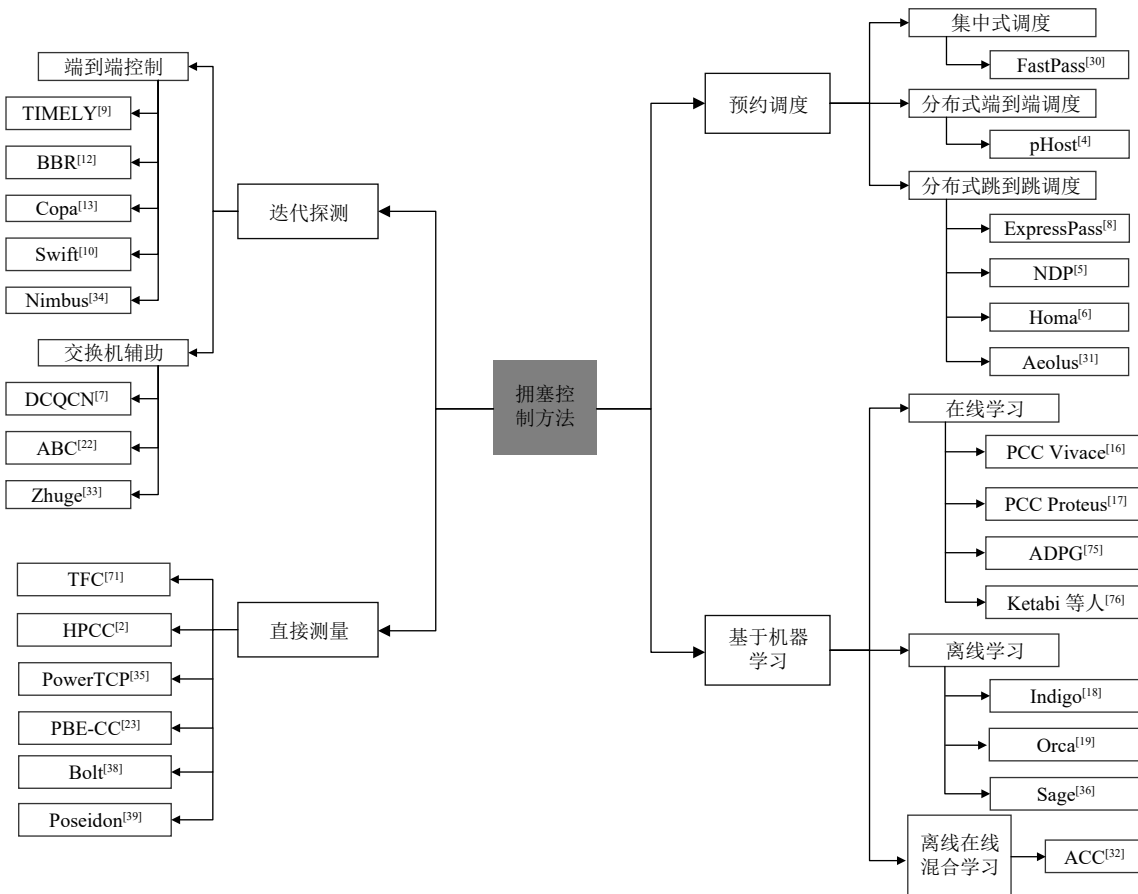 端到端控制
TIMELY[9]
BBR[12]
Copa[13]
Swift[10]
Nimbus[34]
交换机辅助
DCQCN[7]
ABC[22]
Zhuge[33]
迭代探测
TFC[71]
HPCC[2]
PowerTCP[35]
PBE-CC[23]
Bolt[38]
Poseidon[39]
直接测量
拥塞控
制方法
预约调度
集中式调度
FastPass[30]
分布式端到端调度
pHost[4]
分布式跳到跳调度
ExpressPass[8]
NDP[5]
Homa[6]
Aeolus[31]
基于机器
学习
在线学习
PCC Vivace[16]
PCC Proteus[17]
ADPG[75]
Ketabi 等人[76]
离线学习
Indigo[18]
Orca[19]
Sage[36]
离线在线
混合学习
ACC[32]